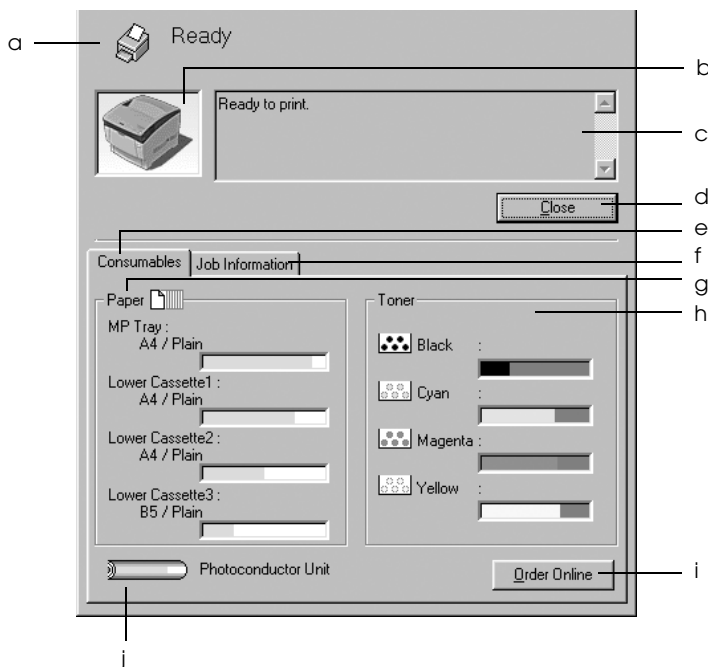 a
Ready
b
Ready to print.
c
Close
d
e
Consumables
Job Information
f
g
Paper
Toner
h
MP Tray :
A4 / Plain
Black :
Lower Cassette1 :
A4 / Plain
Cyan :
Lower Cassette2 :
A4 / Plain
Magenta :
Lower Cassette3 :
B5 / Plain
Yellow :
Photoconductor Unit
Order Online
i
j